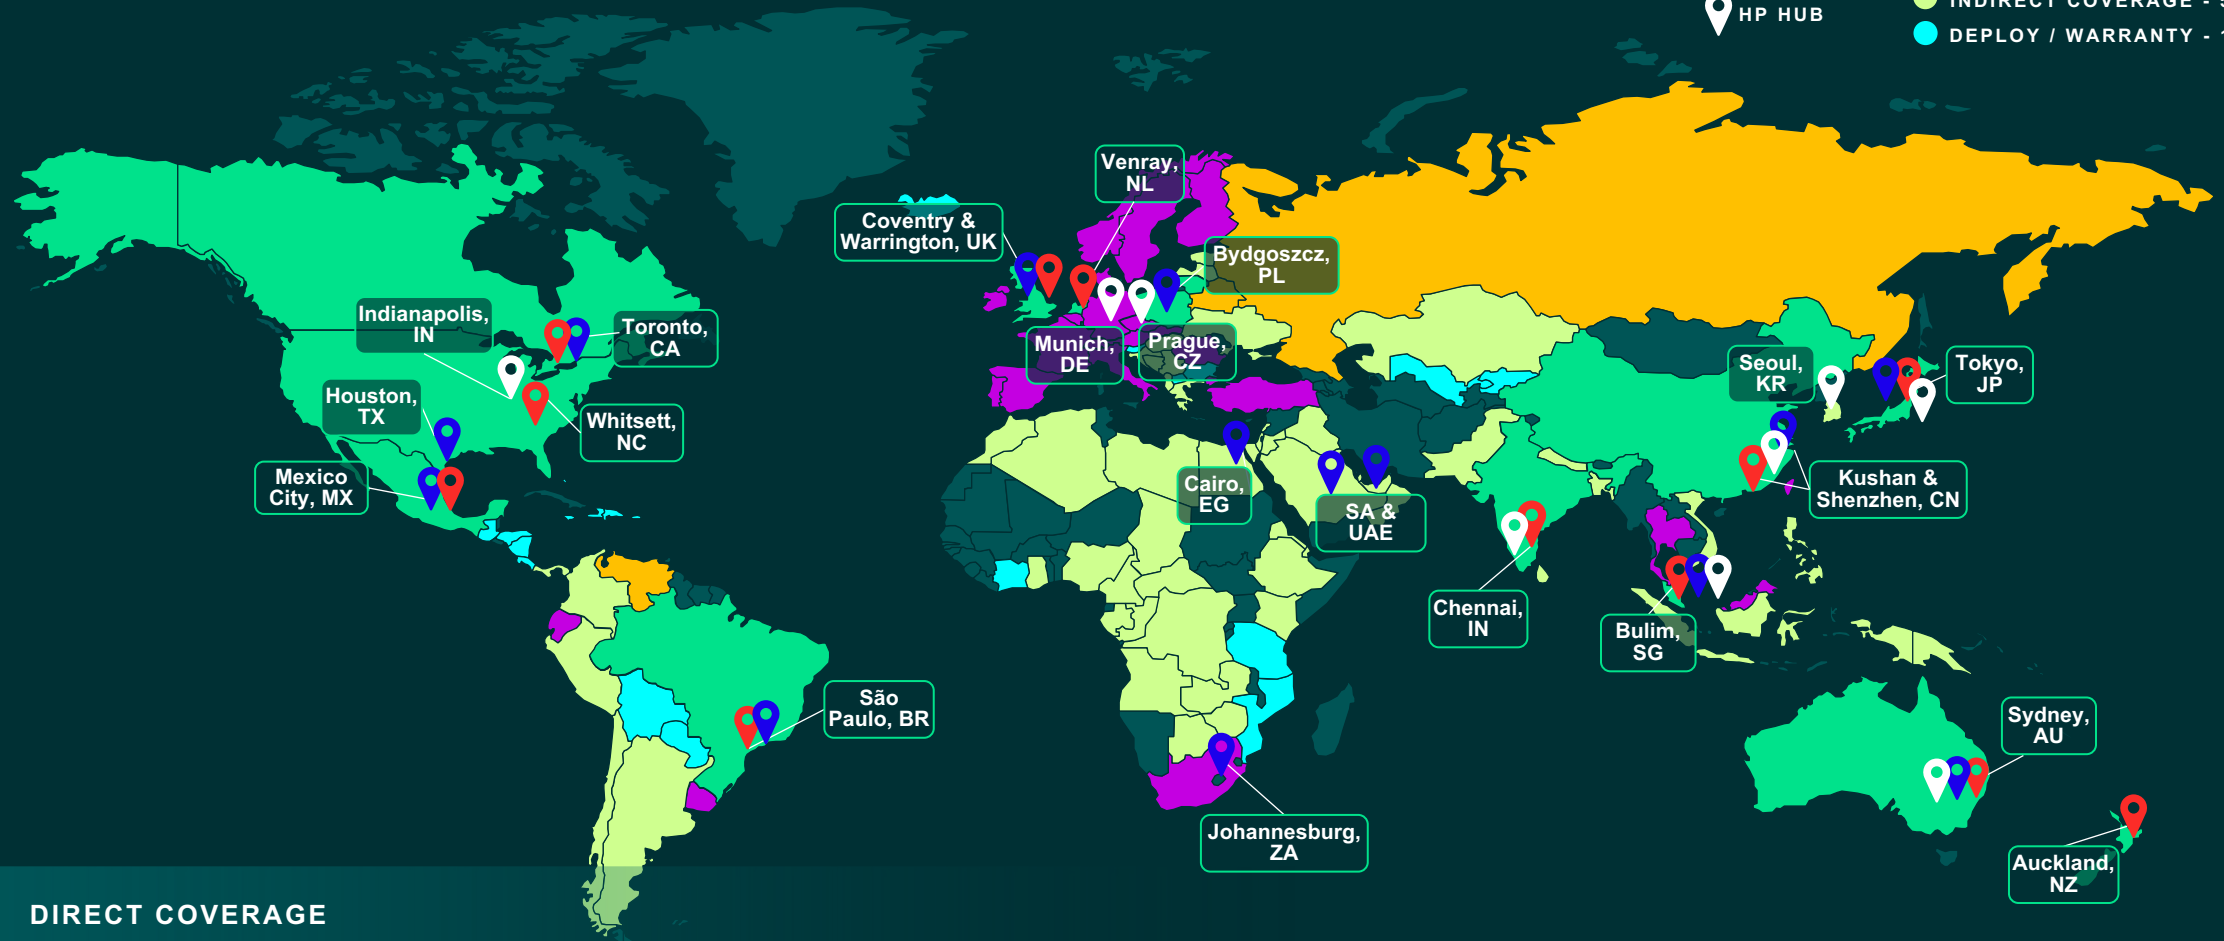 INDIRECT COVERAGE -
HP HUB
DEPLOY / WARRANTY -
Venray,
NL
Coventry &
Warrington, UK
Bydgoszcz,
PL
Indianapolis,
IN
Toronto,
CA
Munich,
DE
Prague,
CZ
Seoul,
KR
Tokyo,
JP
Houston,
TX
Whitsett,
NC
Mexico
City, MX
Cairo,
EG
SA &
UAE
Kushan &
Shenzhen, CN
Chennai,
IN
Bulim,
SG
São
Paulo, BR
Sydney,
AU
Johannesburg,
ZA
Auckland,
NZ
DIRECT COVERAGE